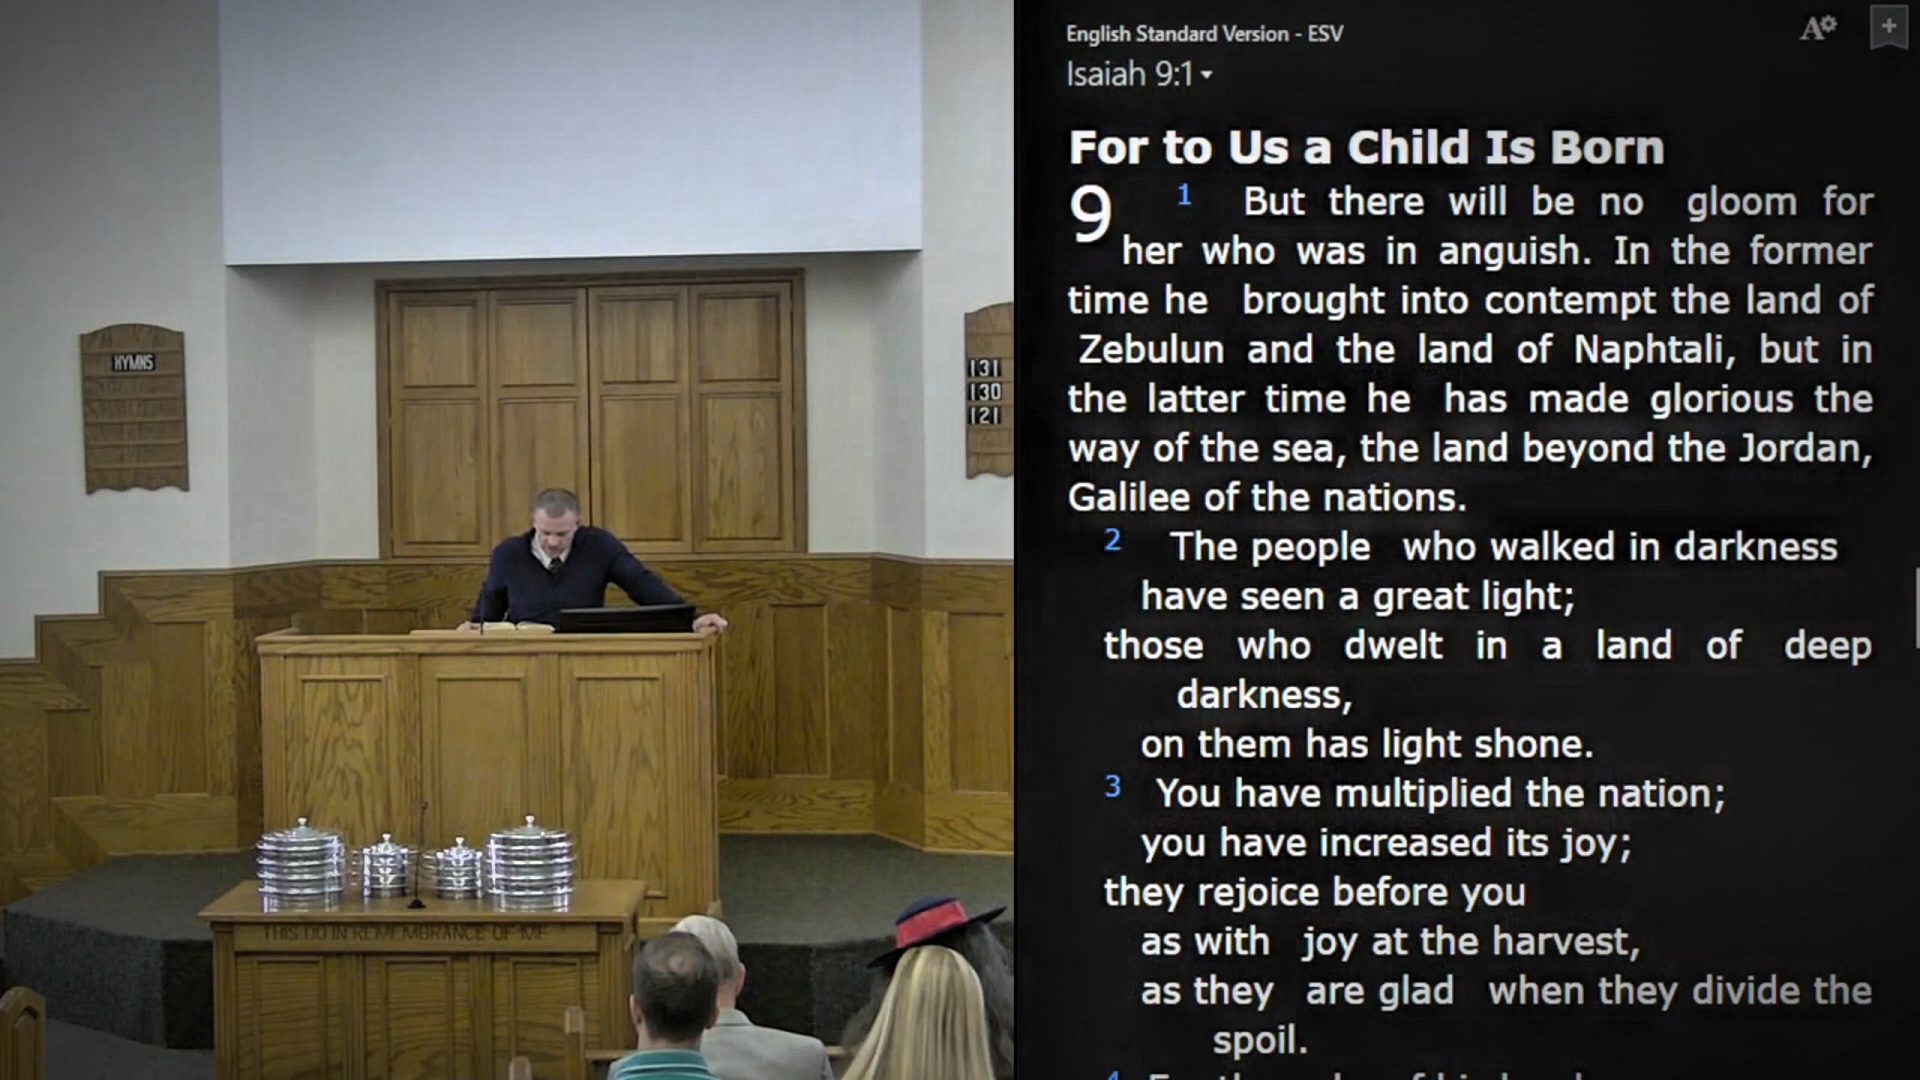 HYMNS
131
130
121
THIS DO IN REMEMBRANCE OF ME
English Standard Version - ESV
Isaiah 9:1
For to Us a Child Is Born
9 1 But there will be no gloom for
her who was in anguish. In the former
time he brought into contempt the land of
Zebulun and the land of Naphtali, but in
the latter time he has made glorious the
way of the sea, the land beyond the Jordan,
Galilee of the nations.
2 The people who walked in darkness
have seen a great light;
those who dwelt in a land of deep
darkness,
on them has light shone.
3 You have multiplied the nation;
you have increased its joy;
they rejoice before you
as with joy at the harvest,
as they are glad when they divide the
spoil.